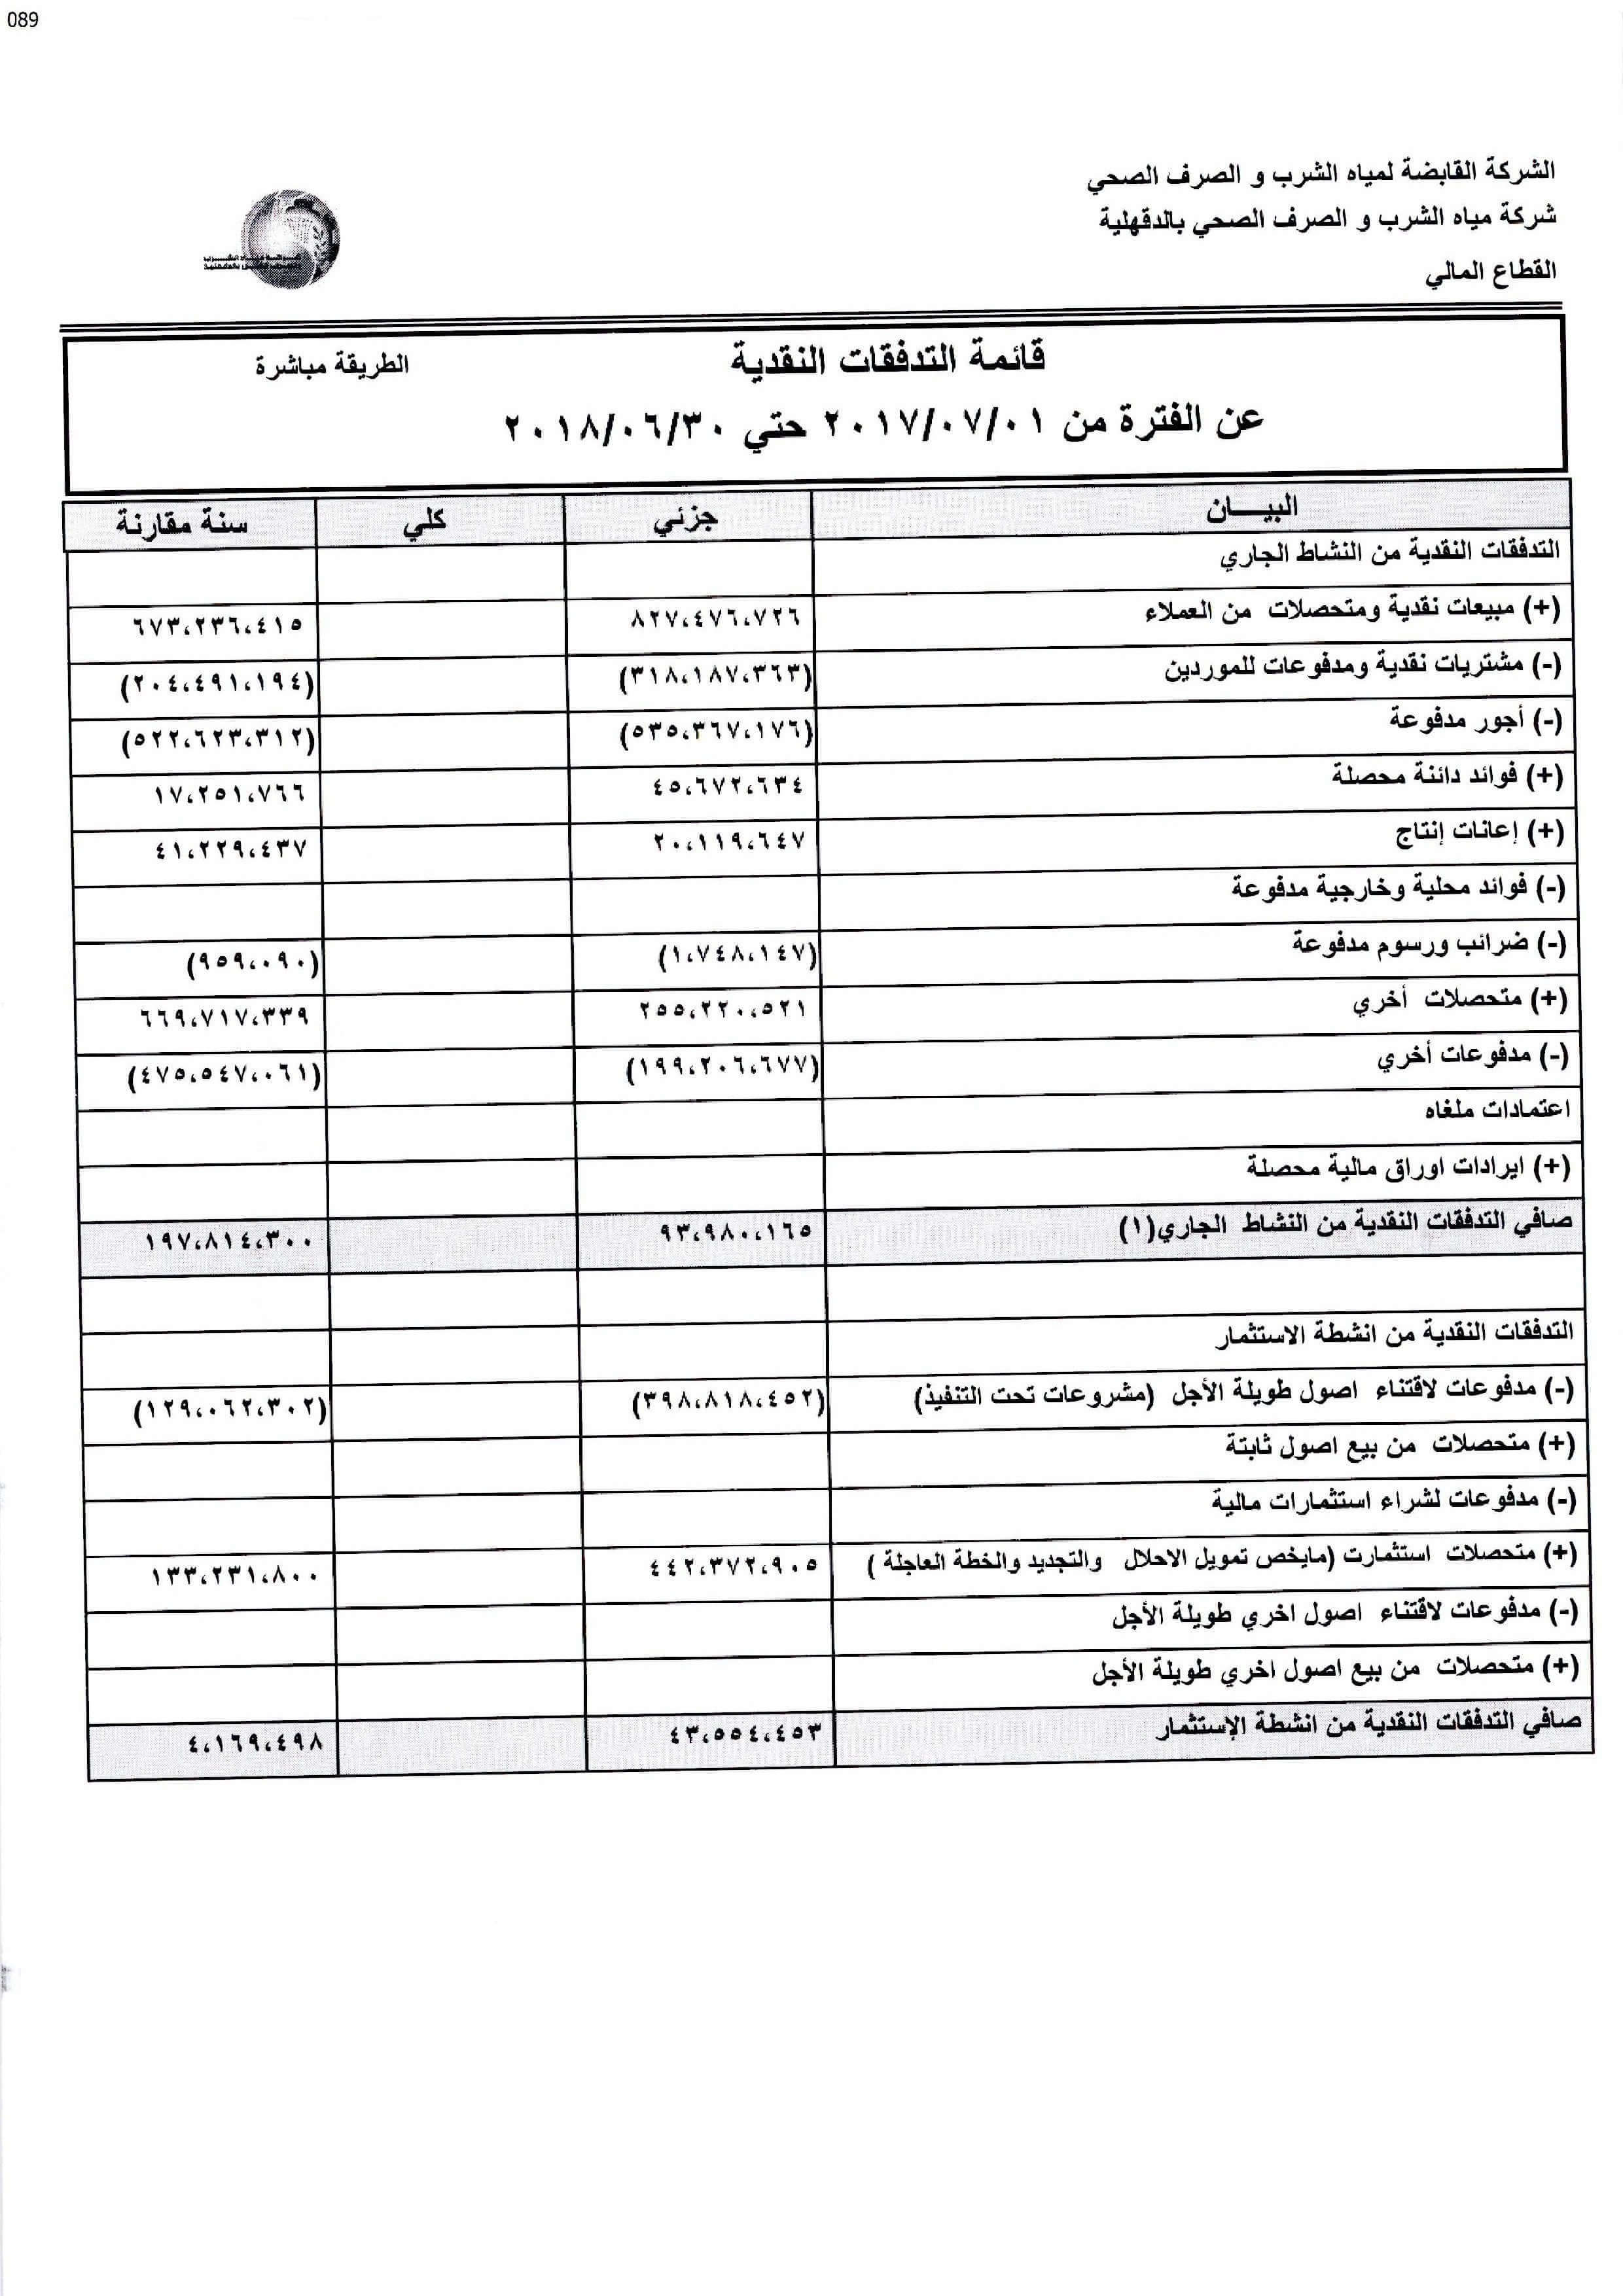 089
الشركة القابضة لمياه الشرب و الصرف الصحي
شركة مياه الشرب و الصرف الصحي بالدقهلية
القطاع المالي
قائمة التدفقات النقدية الطريقة مباشرة
عن الفترة من ٢٠١٧/٠٧/٠١ حتي ٢٠١٨/٠٦/٣٠
البيـــان جزئي كلي سنة مقارنة
التدفقات النقدية من النشاط الجاري
(+) مبيعات نقدية ومتحصلات من العملاء ٨٢٧،٤٧٦،٧٢٦ ٦٧٣،٢٣٦،٤١٥
(-) مشتريات نقدية ومدفوعات للموردين (٣١٨،١٨٧،٣٦٣) (٢٠٤،٤٩١،١٩٤)
(-) أجور مدفوعة (٥٣٥،٣٦٧،١٧٦) (٥٢٢،٦٢٣،٣١٢)
(+) فوائد دائنة محصلة ٤٥،٦٧٢،٦٣٤ ١٧،٢٥١،٧٦٦
(+) إعانات إنتاج ٢٠،١١٩،٦٤٧ ٤١،٢٢٩،٤٣٧
(-) فوائد محلية وخارجية مدفوعة
(-) ضرائب ورسوم مدفوعة (١،٧٤٨،١٤٧) (٩٥٩،٠٩٠)
(+) متحصلات أخري ٢٥٥،٢٢٠،٥٢١ ٦٦٩،٧١٧،٣٣٩
(-) مدفوعات أخري (١٩٩،٢٠٦،٦٧٧) (٤٧٥،٥٤٧،٠٦١)
اعتمادات ملغاه
(+) ايرادات اوراق مالية محصلة
صافي التدفقات النقدية من النشاط الجاري(١) ٩٣،٩٨٠،١٦٥ ١٩٧،٨١٤،٣٠٠
التدفقات النقدية من انشطة الاستثمار
(-) مدفوعات لاقتناء اصول طويلة الأجل (مشروعات تحت التنفيذ) (٣٩٨،٨١٨،٤٥٢) (١٢٩،٠٦٢،٣٠٢)
(+) متحصلات من بيع اصول ثابتة
(-) مدفوعات لشراء استثمارات مالية
(+) متحصلات استثمارت (مايخص تمويل الاحلال والتجديد والخطة العاجلة ) ٤٤٢،٣٧٢،٩٠٥ ١٣٣،٢٣١،٨٠٠
(-) مدفوعات لاقتناء اصول اخري طويلة الأجل
(+) متحصلات من بيع اصول اخري طويلة الأجل
صافي التدفقات النقدية من انشطة الإستثمار ٤٣،٥٥٤،٤٥٣ ٤،١٦٩،٤٩٨